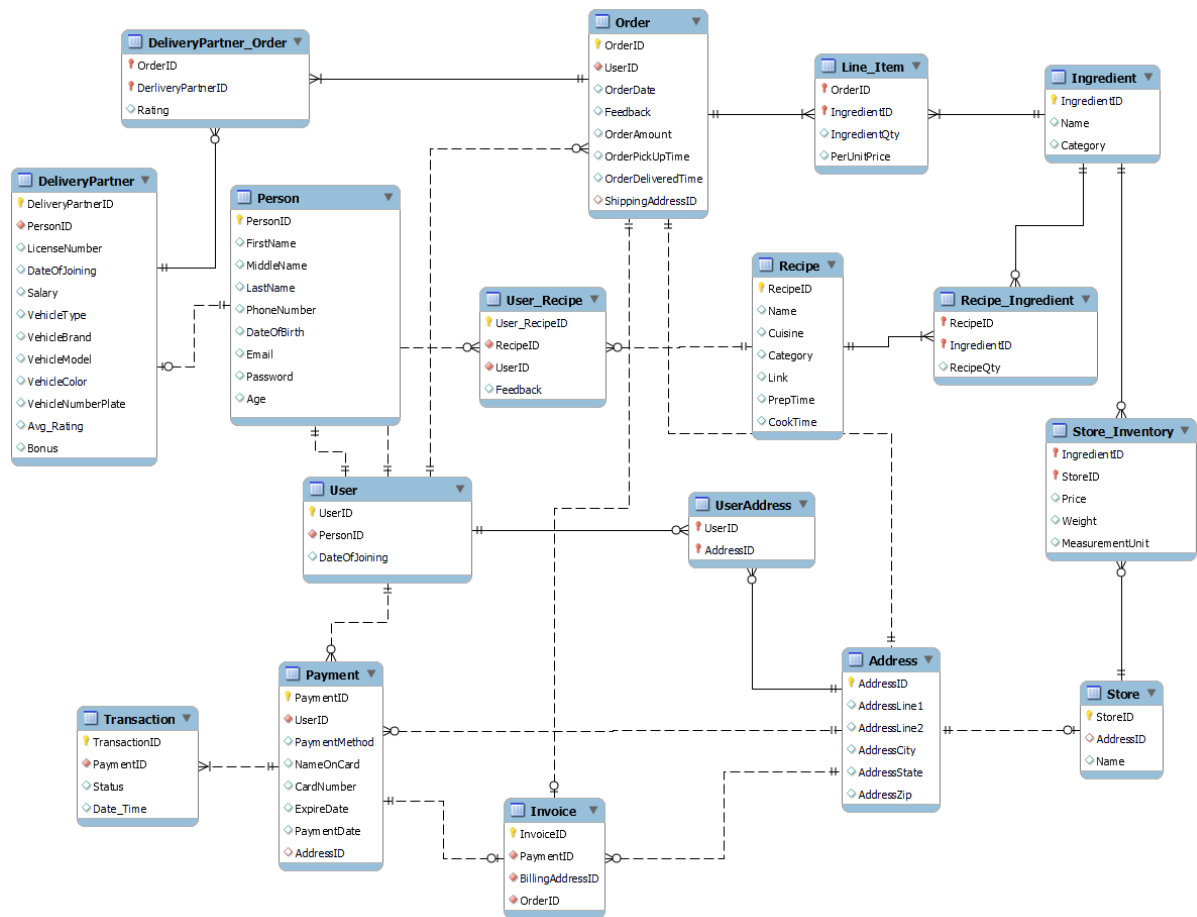 Order
OrderID
UserID
OrderDate
Feedback
OrderAmount
OrderPickUpTime
OrderDeliveredTime
ShippingAddressID
DeliveryPartner_Order
OrderID
DerliveryPartnerID
Rating
Line_Item
OrderID
IngredientID
IngredientQty
PerUnitPrice
Ingredient
IngredientID
Name
Category
DeliveryPartner
DeliveryPartnerID
PersonID
LicenseNumber
DateOfJoining
Salary
VehicleType
VehicleBrand
VehicleModel
VehicleColor
VehicleNumberPlate
Avg_Rating
Bonus
Person
PersonID
FirstName
MiddleName
LastName
PhoneNumber
DateOfBirth
Email
Password
Age
User_Recipe
User_RecipeID
RecipeID
UserID
Feedback
Recipe
RecipeID
Name
Cuisine
Category
Link
PrepTime
CookTime
Recipe_Ingredient
RecipeID
IngredientID
RecipeQty
Store_Inventory
IngredientID
StoreID
Price
Weight
MeasurementUnit
User
UserID
PersonID
DateOfJoining
UserAddress
UserID
AddressID
Address
AddressID
AddressLine1
AddressLine2
AddressCity
AddressState
AddressZip
Store
StoreID
AddressID
Name
Payment
PaymentID
UserID
PaymentMethod
NameOnCard
CardNumber
ExpireDate
PaymentDate
AddressID
Transaction
TransactionID
PaymentID
Status
Date_Time
Invoice
InvoiceID
PaymentID
BillingAddressID
OrderID